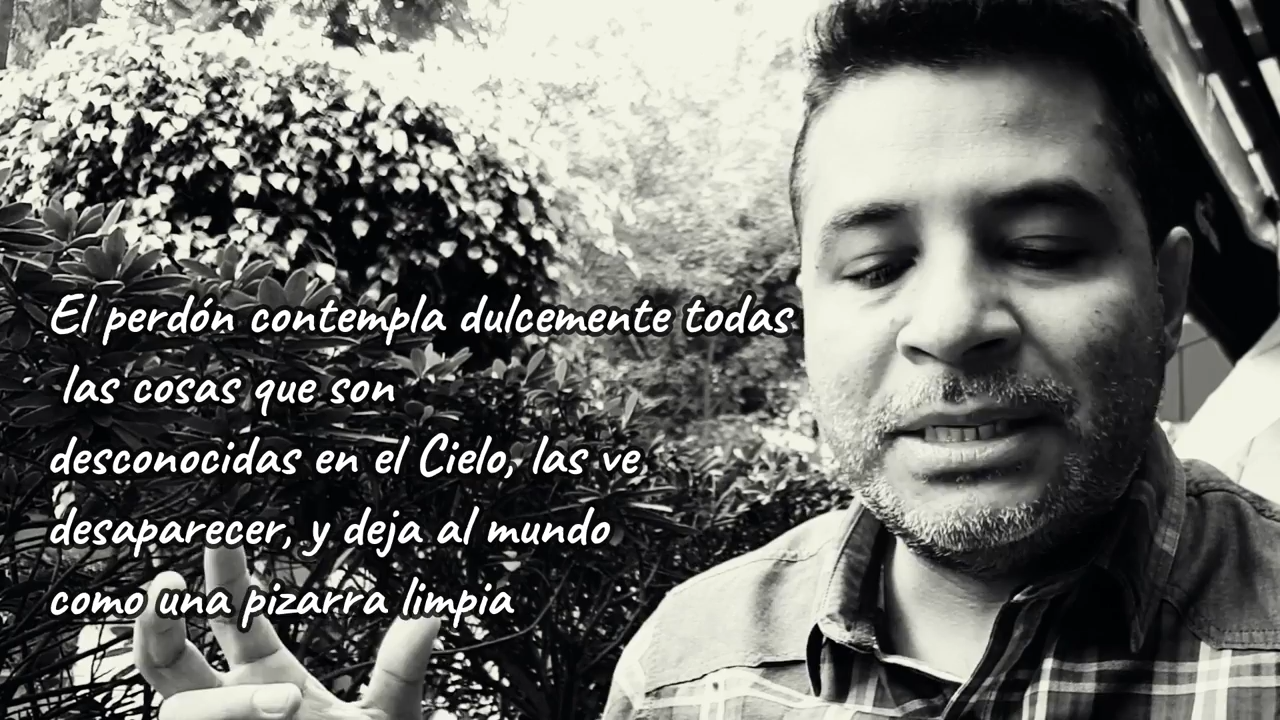 El perdón contempla dulcemente todas
las cosas que son
desconocidas en el Cielo, las ve
desaparecer, y deja al mundo
como una pizarra limpia